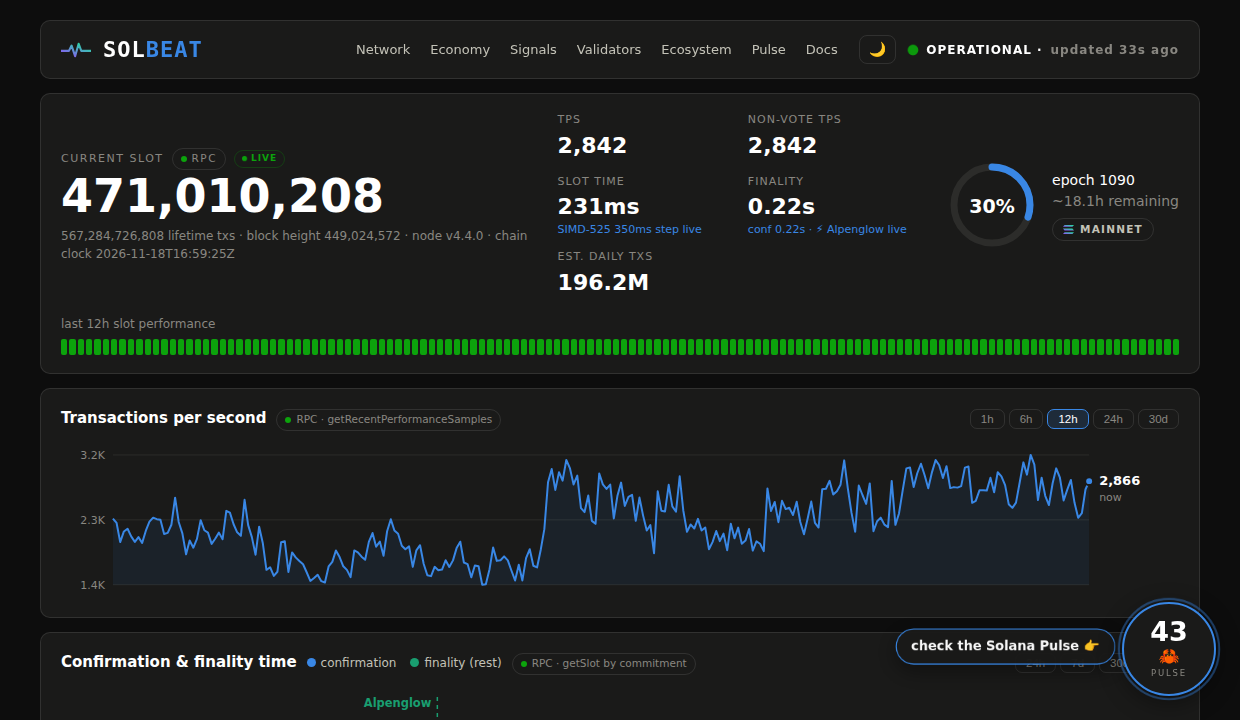 SOLBEAT
Network Economy Signals Validators Ecosystem Pulse Docs
OPERATIONAL · updated 33s ago
CURRENT SLOT RPC LIVE
471,010,208
567,284,726,808 lifetime txs · block height 449,024,572 · node v4.4.0 · chain
clock 2026-11-18T16:59:25Z
TPS
2,842
NON-VOTE TPS
2,842
SLOT TIME
231ms
SIMD-525 350ms step live
FINALITY
0.22s
conf 0.22s · ⚡ Alpenglow live
EST. DAILY TXS
196.2M
30%
epoch 1090
~18.1h remaining
MAINNET
last 12h slot performance
Transactions per second RPC · getRecentPerformanceSamples
1h 6h 12h 24h 30d
3.2K
2.3K
1.4K
2,866
now
Confirmation & finality time confirmation finality (rest) RPC · getSlot by commitment
Alpenglow
check the Solana Pulse 👉
43
PULSE